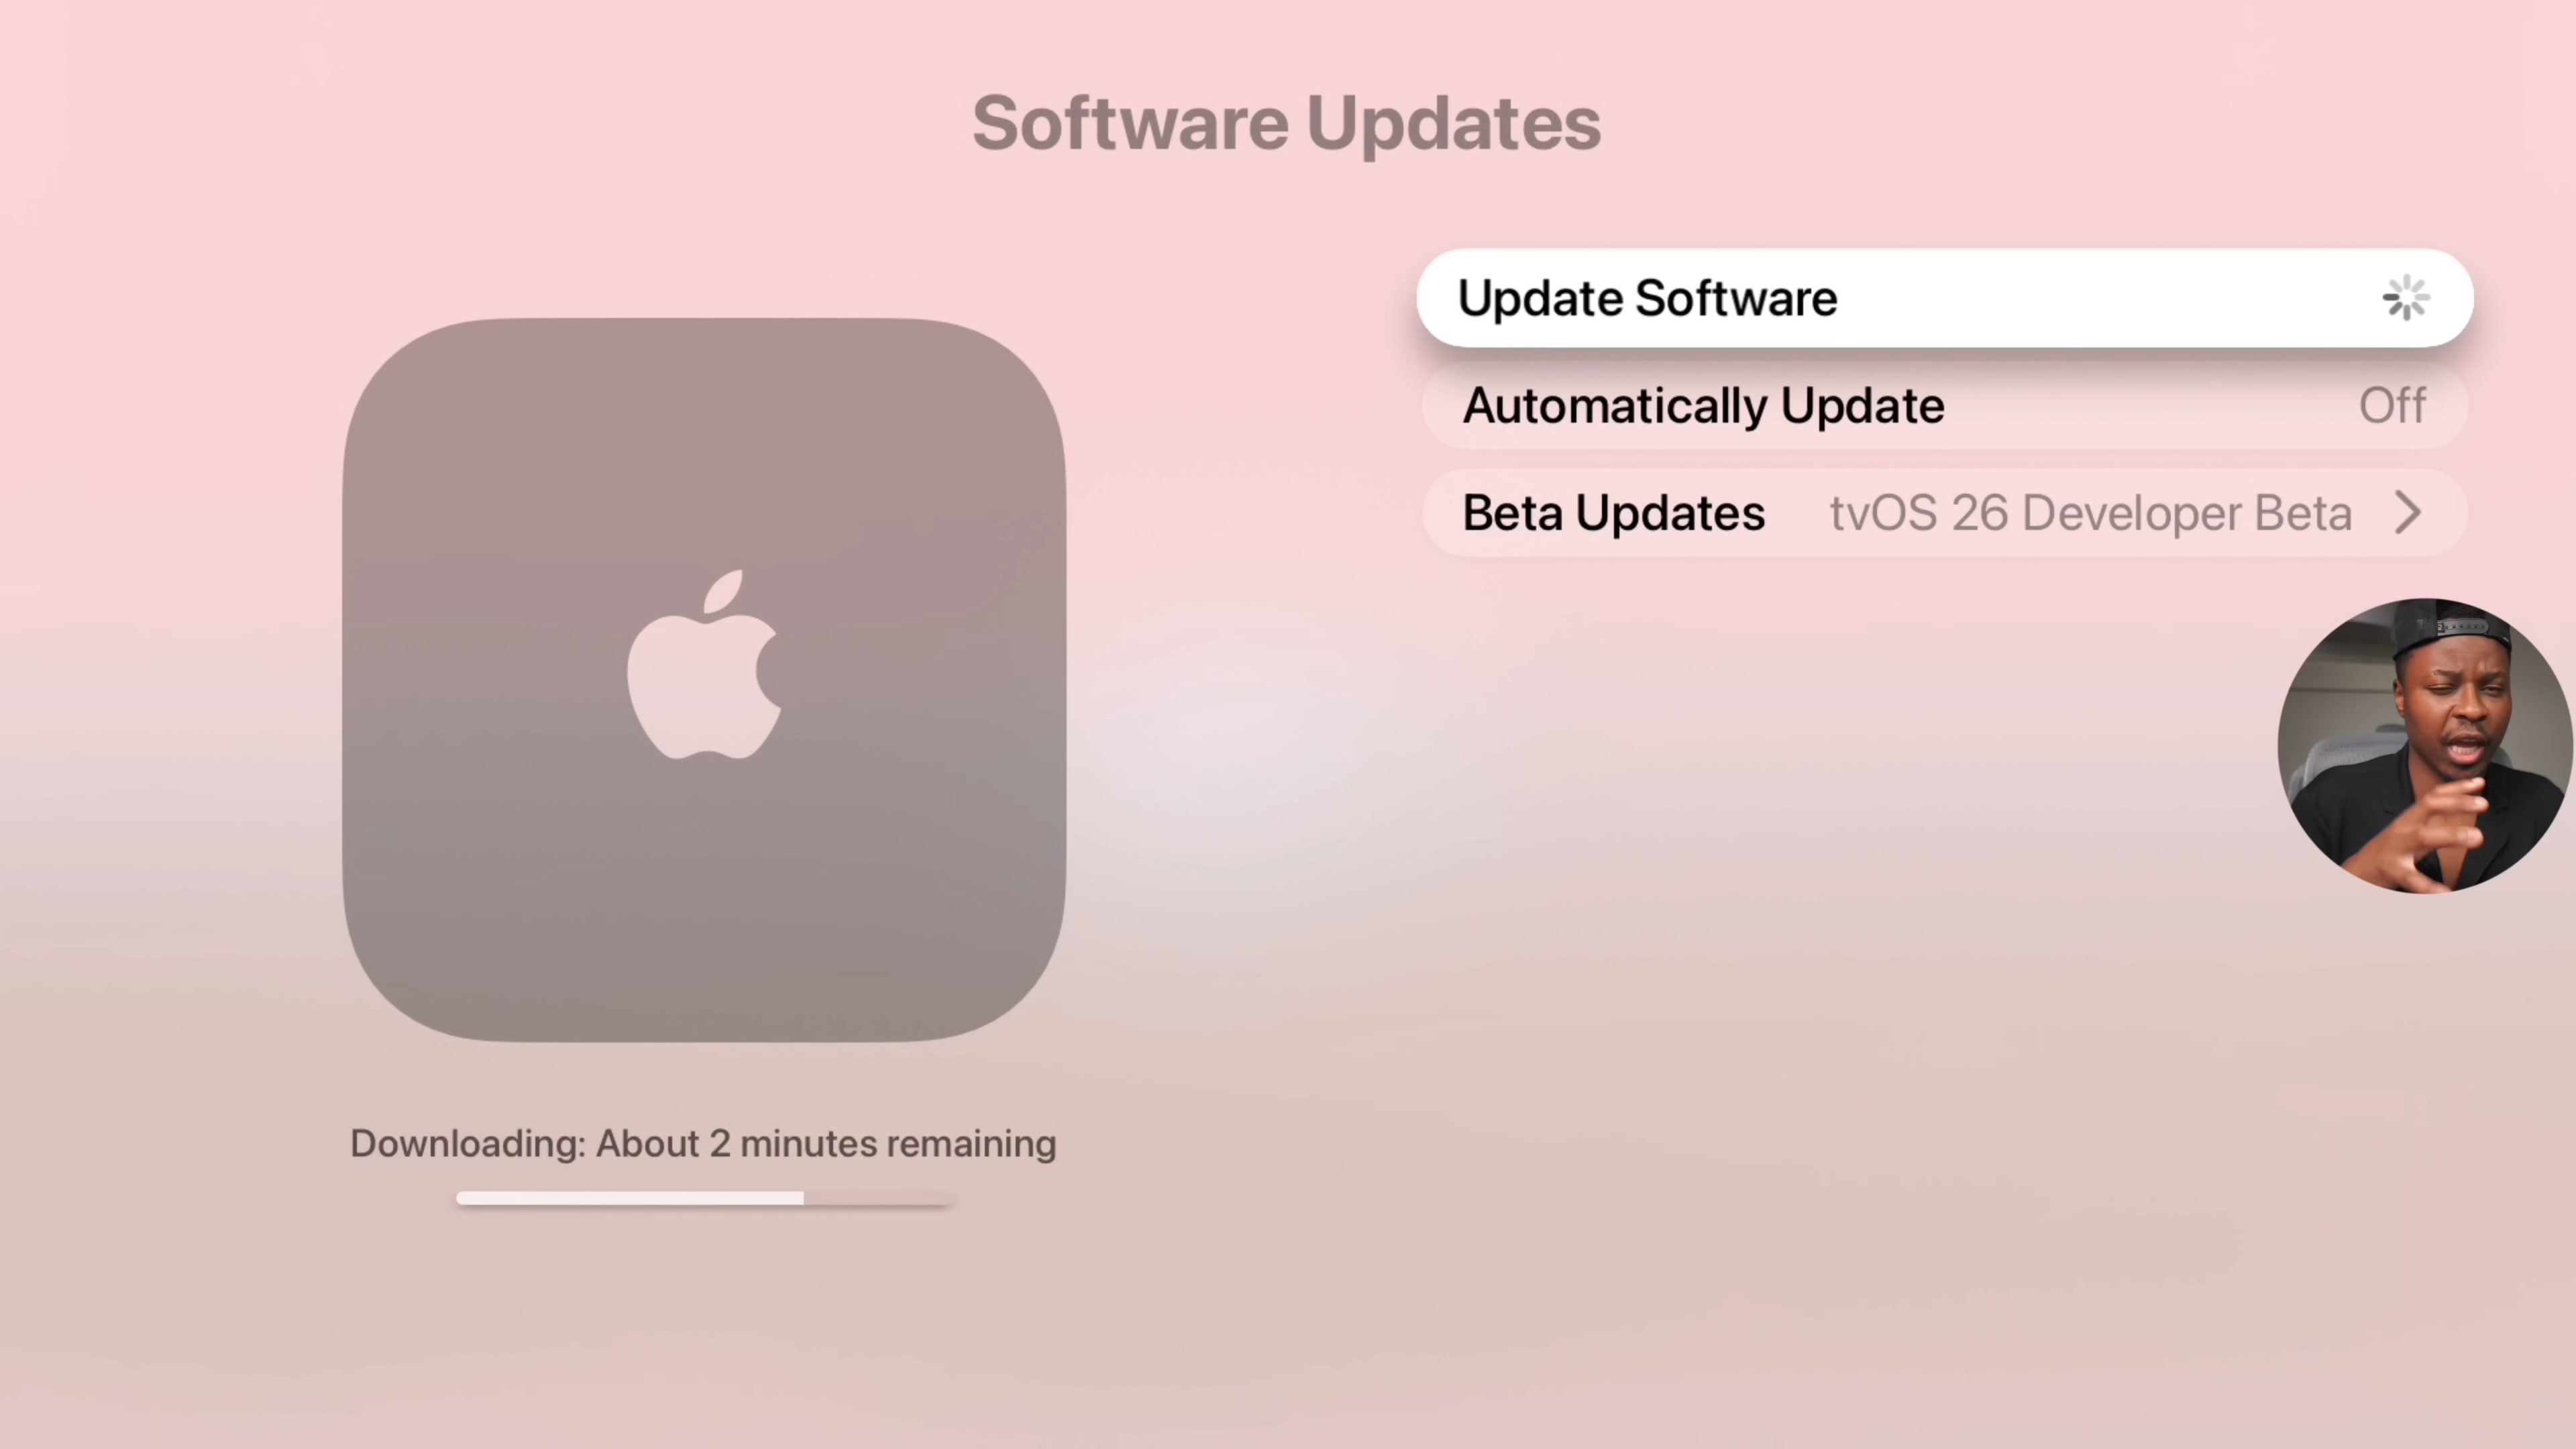 Software Updates
Update Software
Automatically Update Off
Beta Updates tvOS 26 Developer Beta
Downloading: About 2 minutes remaining